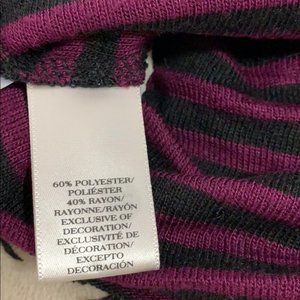 60% POLYESTER/
POLIÉSTER
40% RAYON/
RAYONNE/RAYÓN
EXCLUSIVE OF
DECORATION/
EXCLUSIVITÉ DE
DÉCORATION/
EXCEPTO
DECORACIÓN